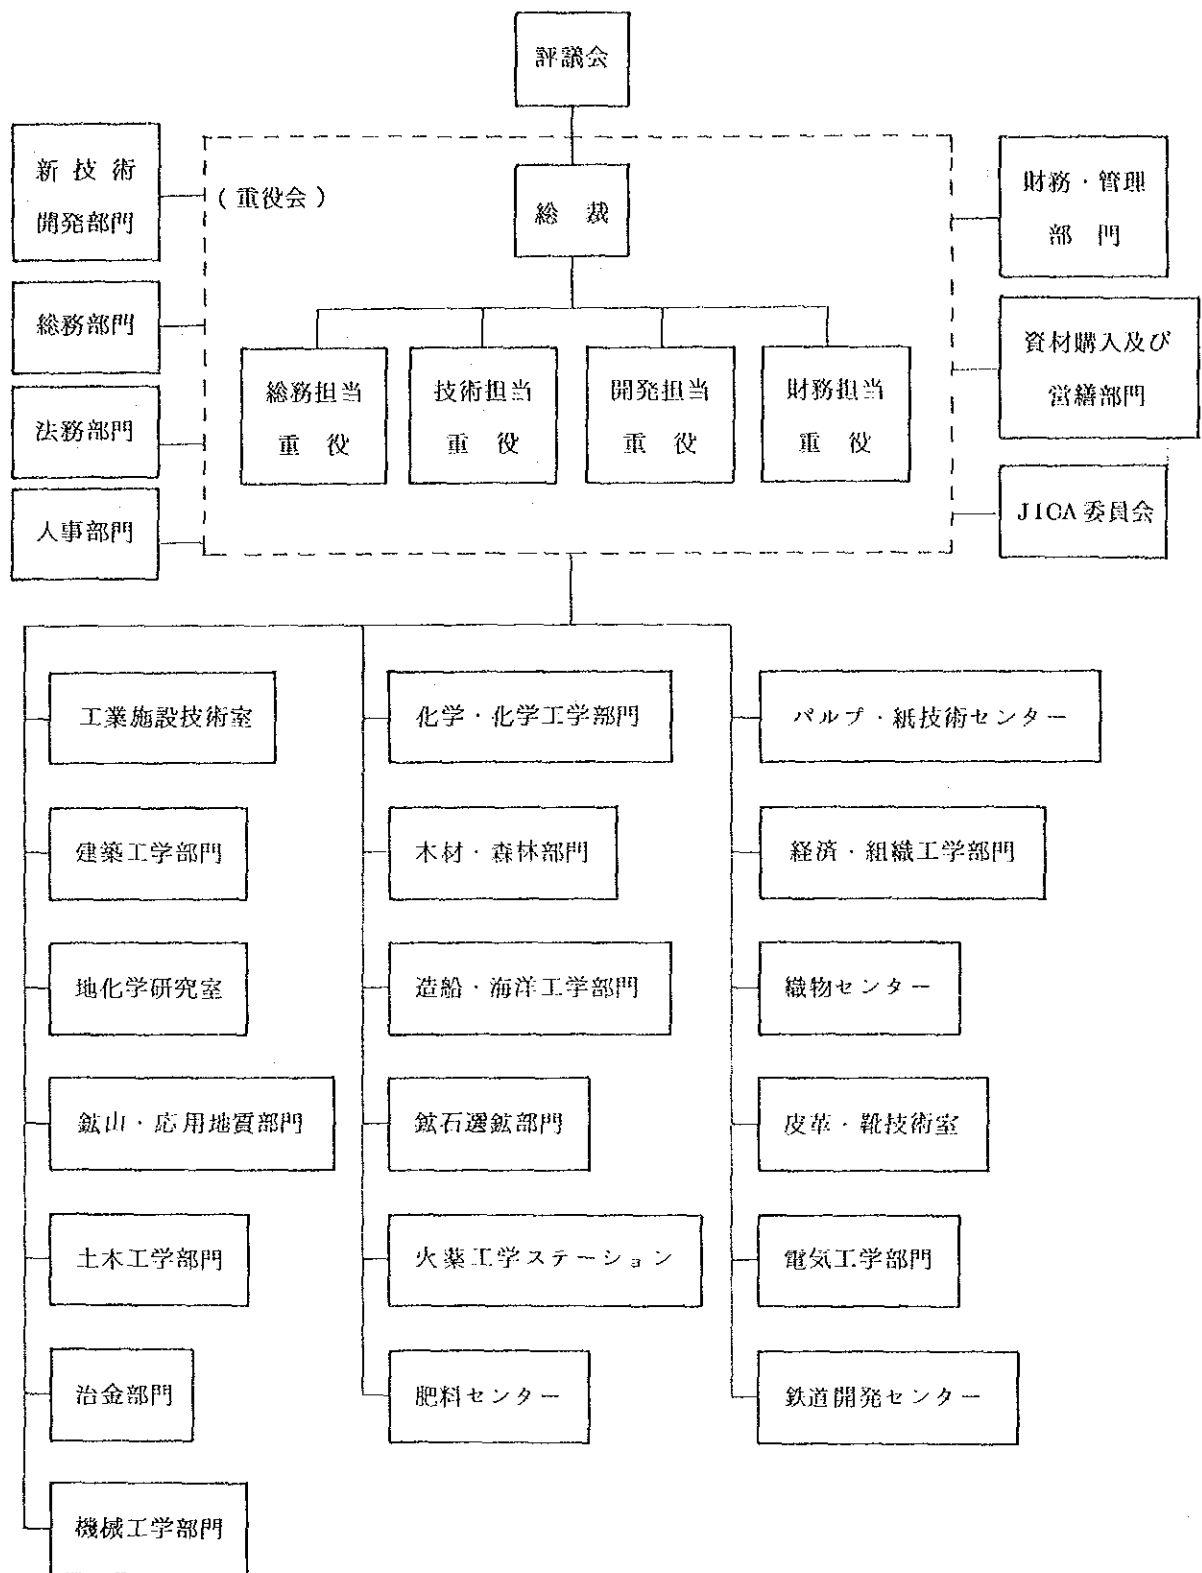 評議会
新技術
開発部門
(重役会)
総裁
財務・管理
部門
総務部門
資材購入及び
営繕部門
総務担当
重役
技術担当
重役
開発担当
重役
財務担当
重役
法務部門
人事部門
JICA委員会
工業施設技術室
建築工学部門
地化学研究室
鉱山・応用地質部門
土木工学部門
冶金部門
機械工学部門
化学・化学工学部門
木材・森林部門
造船・海洋工学部門
鉱石選鉱部門
火薬工学ステーション
肥料センター
パルプ・紙技術センター
経済・組織工学部門
織物センター
皮革・靴技術室
電気工学部門
鉄道開発センター